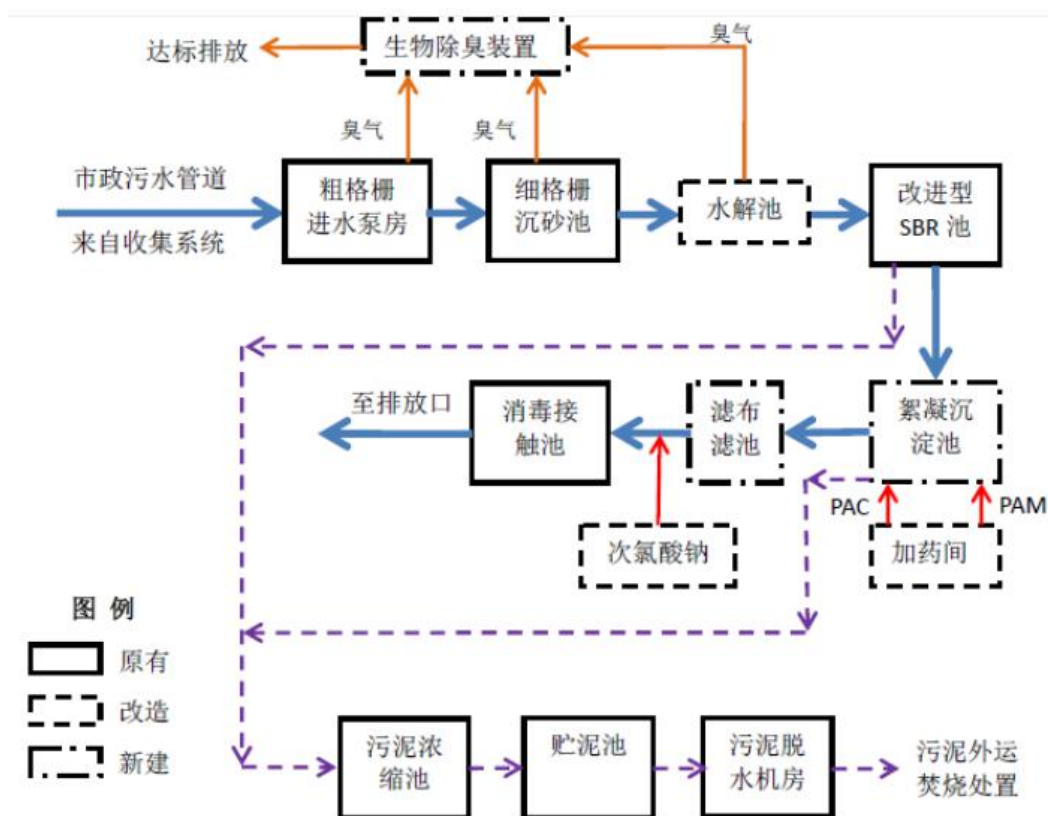 达标排放
生物除臭装置
臭气
臭气
臭气
市政污水管道
来自收集系统
粗格栅
进水泵房
细格栅
沉砂池
水解池
改进型
SBR 池
至排放口
消毒接
触池
滤布
滤池
絮凝沉
淀池
PAC
PAM
次氯酸钠
加药间
图 例
原有
改造
新建
污泥浓
缩池
贮泥池
污泥脱
水机房
污泥外运
焚烧处置